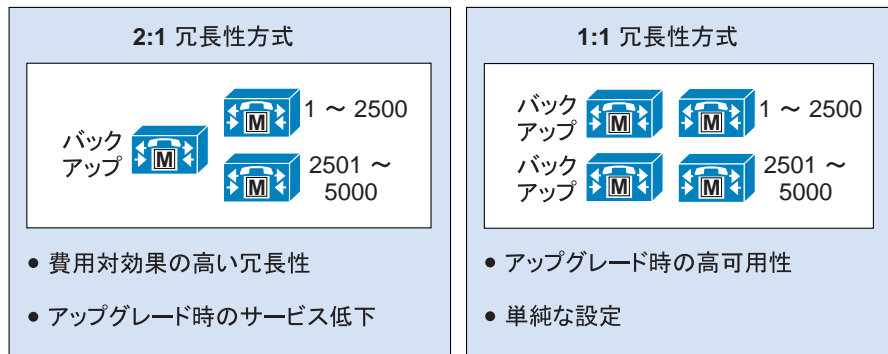 2:1 冗長性方式
バック
アップ
M
M
1 ～ 2500
M
2501 ～
5000
● 費用対効果の高い冗長性
● アップグレード時のサービス低下
1:1 冗長性方式
バック
アップ
M
M
1 ～ 2500
バック
アップ
M
M
2501 ～
5000
● アップグレード時の高可用性
● 単純な設定